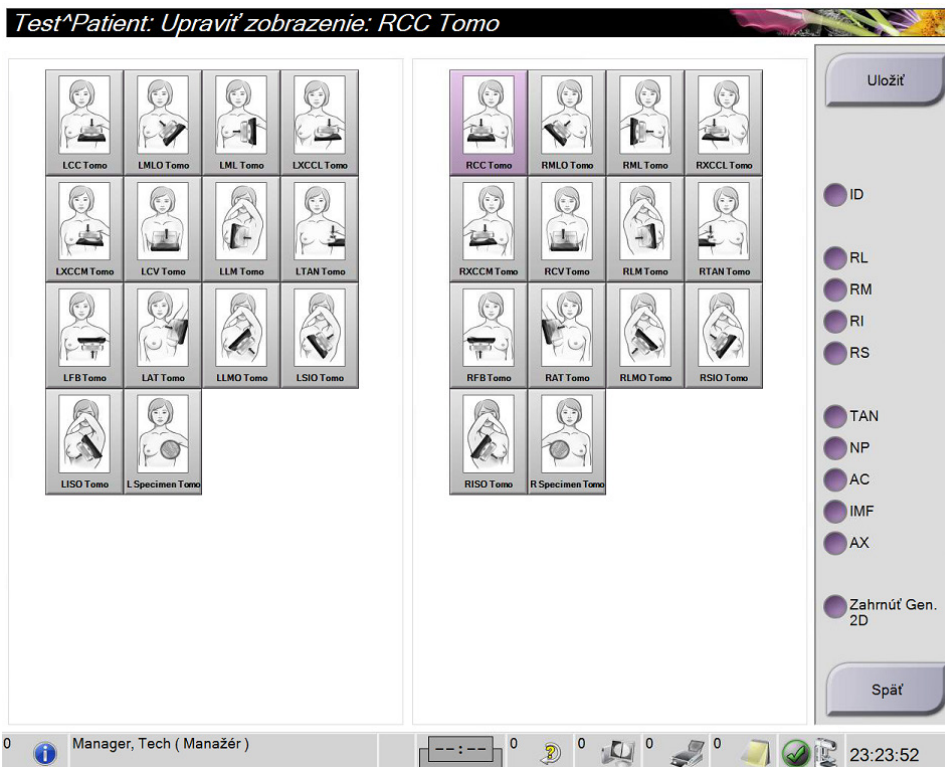 Test^Patient: Upraviť zobrazenie: RCC Tomo
LCC Tomo
LMLO Tomo
LML Tomo
LXCCL Tomo
LXCCM Tomo
LCV Tomo
LLM Tomo
LTAN Tomo
LFB Tomo
LAT Tomo
LLMO Tomo
LSIO Tomo
LISO Tomo
L Specimen Tomo
RCC Tomo
RMLO Tomo
RML Tomo
RXCCL Tomo
RXCCM Tomo
RCV Tomo
RLM Tomo
RTAN Tomo
RFB Tomo
RAT Tomo
RLMO Tomo
RSIO Tomo
RISO Tomo
R Specimen Tomo
Uložiť
ID
RL
RM
RI
RS
TAN
NP
AC
IMF
AX
Zahrnúť Gen.
2D
Späť
0 i Manager, Tech ( Manažér ) --:-- 0 ? 0 0 0 23:23:52